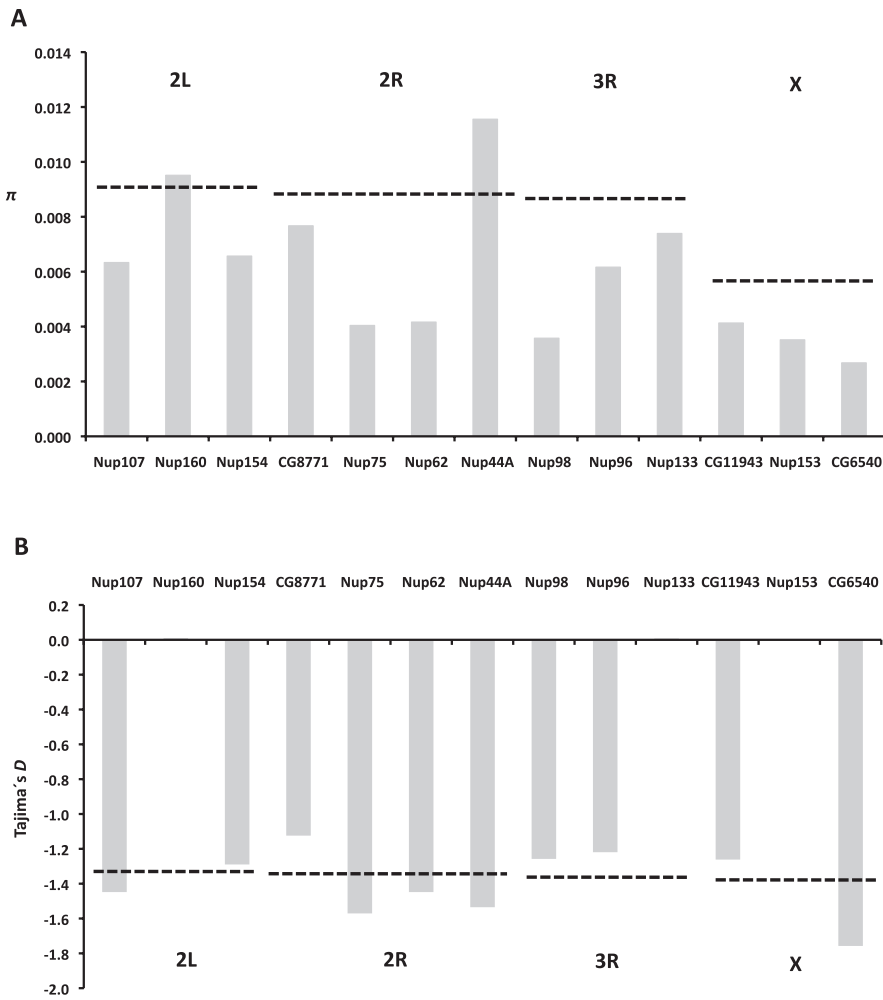 A
0.014
0.012
0.010
0.008
0.006
0.004
0.002
0.000
π
2L 2R 3R X
Nup107 Nup160 Nup154 CG8771 Nup75 Nup62 Nup44A Nup98 Nup96 Nup133 CG11943 Nup153 CG6540
B
Nup107 Nup160 Nup154 CG8771 Nup75 Nup62 Nup44A Nup98 Nup96 Nup133 CG11943 Nup153 CG6540
0.2
0.0
-0.2
-0.4
-0.6
-0.8
-1.0
-1.2
-1.4
-1.6
-1.8
-2.0
Tajima´s D
2L 2R 3R X